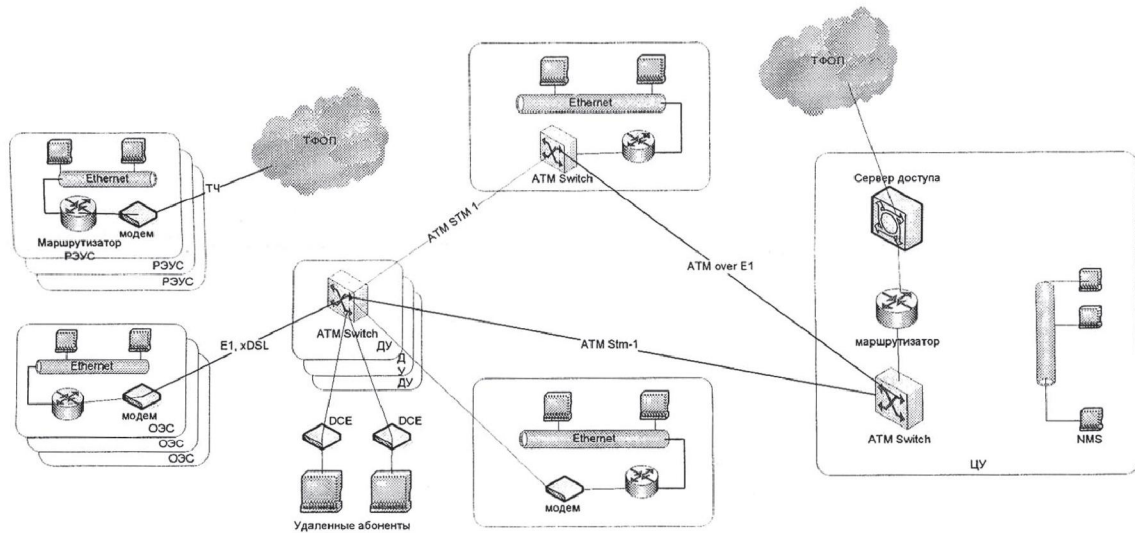 ТФОП
Ethernet
ТЧ
Маршрутизатор
модем
РЭУС
РЭУС
РЭУС
Ethernet
модем
ОЭС
ОЭС
ОЭС
E1, xDSL
ТФОП
ATM STM 1
ATM Switch
ДУ
Д
У
ДУ
DCE
DCE
Удаленные абоненты
Ethernet
ATM Switch
ATM over E1
ATM Stm-1
Ethernet
модем
Сервер доступа
маршрутизатор
ATM Switch
NMS
ЦУ